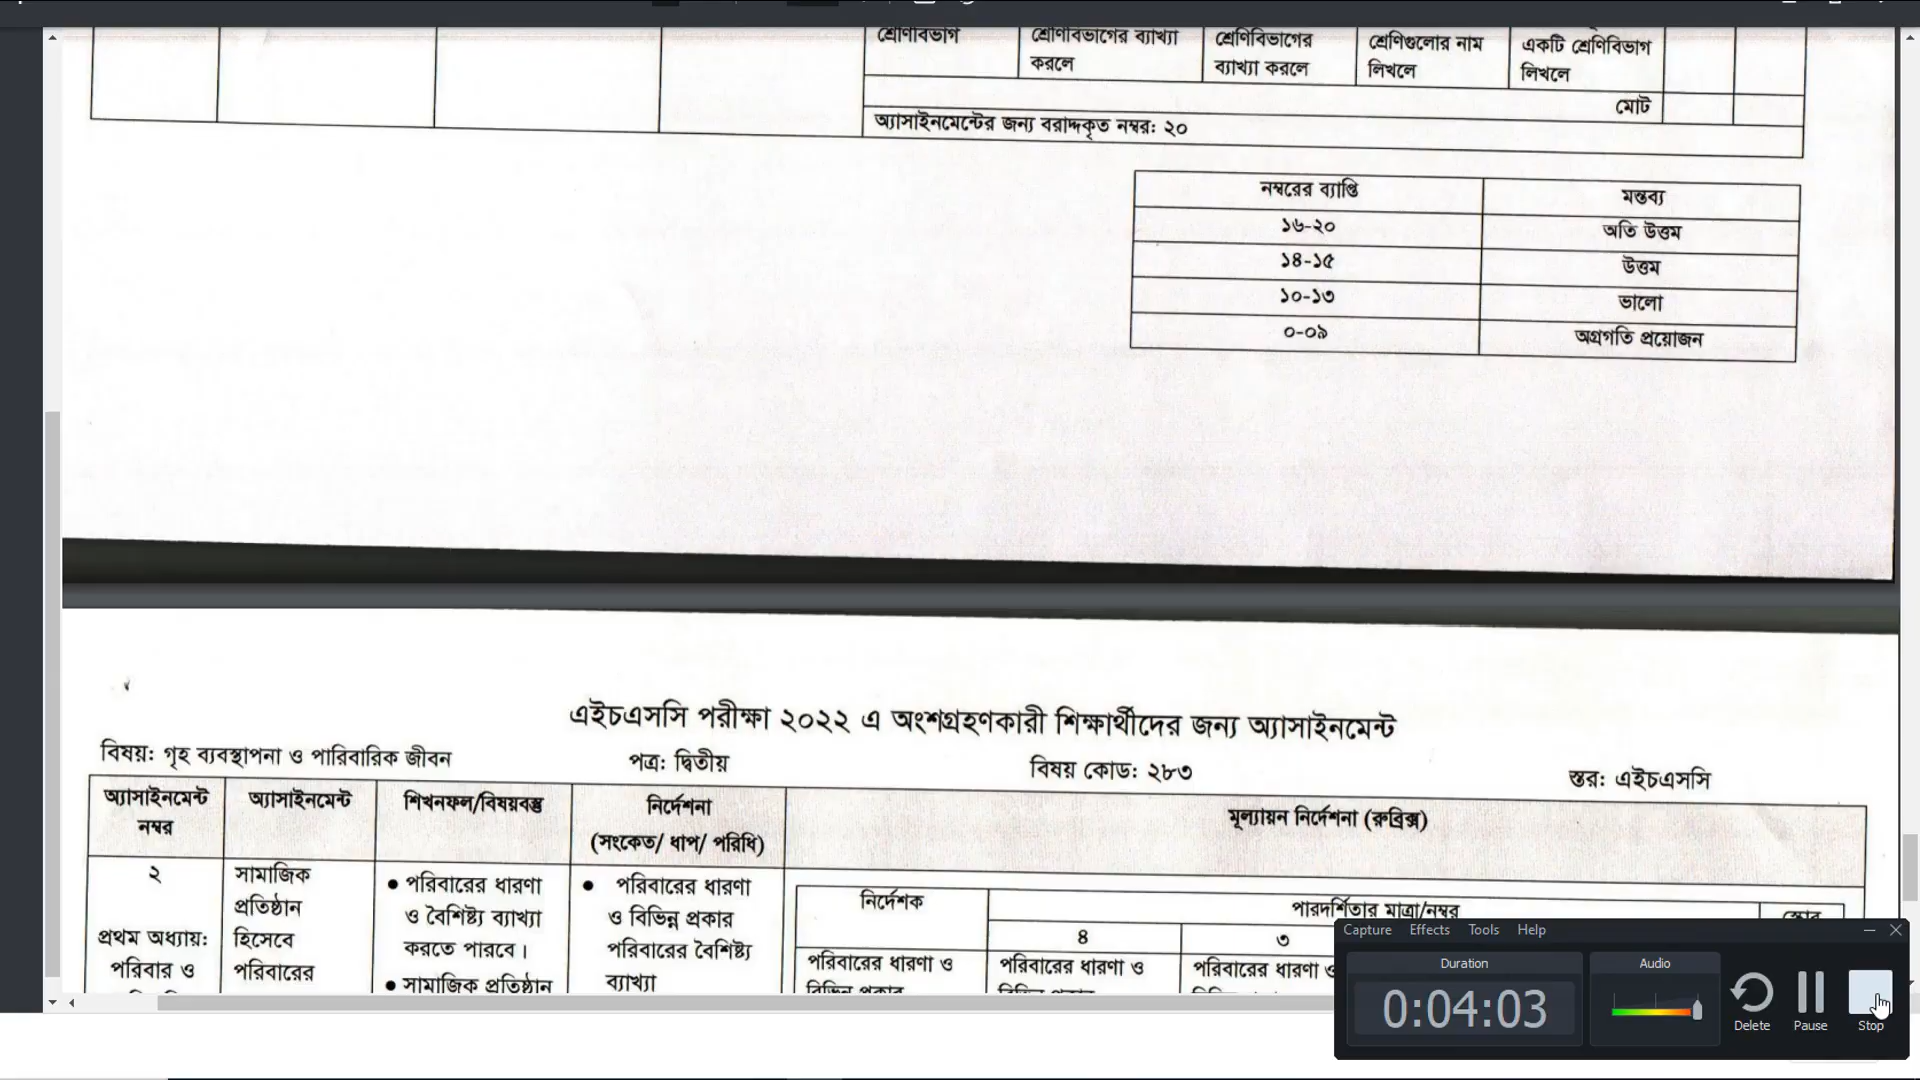 শ্রেণিবিভাগ
শ্রেণিবিভাগের ব্যাখ্যা
করলে
শ্রেণিবিভাগের
ব্যাখ্যা করলে
শ্রেণিগুলোর নাম
লিখলে
একটি শ্রেণিবিভাগ
লিখলে
মোট
অ্যাসাইনমেন্টের জন্য বরাদ্দকৃত নম্বর: ২০
নম্বরের ব্যাপ্তি মন্তব্য
১৬-২০ অতি উত্তম
১৪-১৫ উত্তম
১০-১৩ ভালো
০-০৯ অগ্রগতি প্রয়োজন
এইচএসসি পরীক্ষা ২০২২ এ অংশগ্রহণকারী শিক্ষার্থীদের জন্য অ্যাসাইনমেন্ট
বিষয়: গৃহ ব্যবস্থাপনা ও পারিবারিক জীবন পত্র: দ্বিতীয় বিষয় কোড: ২৮৩ স্তর: এইচএসসি
অ্যাসাইনমেন্ট
নম্বর
অ্যাসাইনমেন্ট
শিখনফল/বিষয়বস্তু
নির্দেশনা
(সংকেত/ ধাপ/ পরিধি)
মূল্যায়ন নির্দেশনা (রুব্রিক্স)
২
প্রথম অধ্যায়:
পরিবার ও
সামাজিক
প্রতিষ্ঠান
হিসেবে
পরিবারের
● পরিবারের ধারণা
ও বৈশিষ্ট্য ব্যাখ্যা
করতে পারবে।
● সামাজিক প্রতিষ্ঠান
● পরিবারের ধারণা
ও বিভিন্ন প্রকার
পরিবারের বৈশিষ্ট্য
ব্যাখ্যা
নির্দেশক
পারদর্শিতার মাত্রা/নম্বর
৪
৩
পরিবারের ধারণা ও
বিভিন্ন প্রকার
পরিবারের ধারণা ও
বিভিন্ন প্রকার
পরিবারের ধারণা ও
Capture Effects Tools Help
Duration
0:04:03
Audio
Delete
Pause
Stop